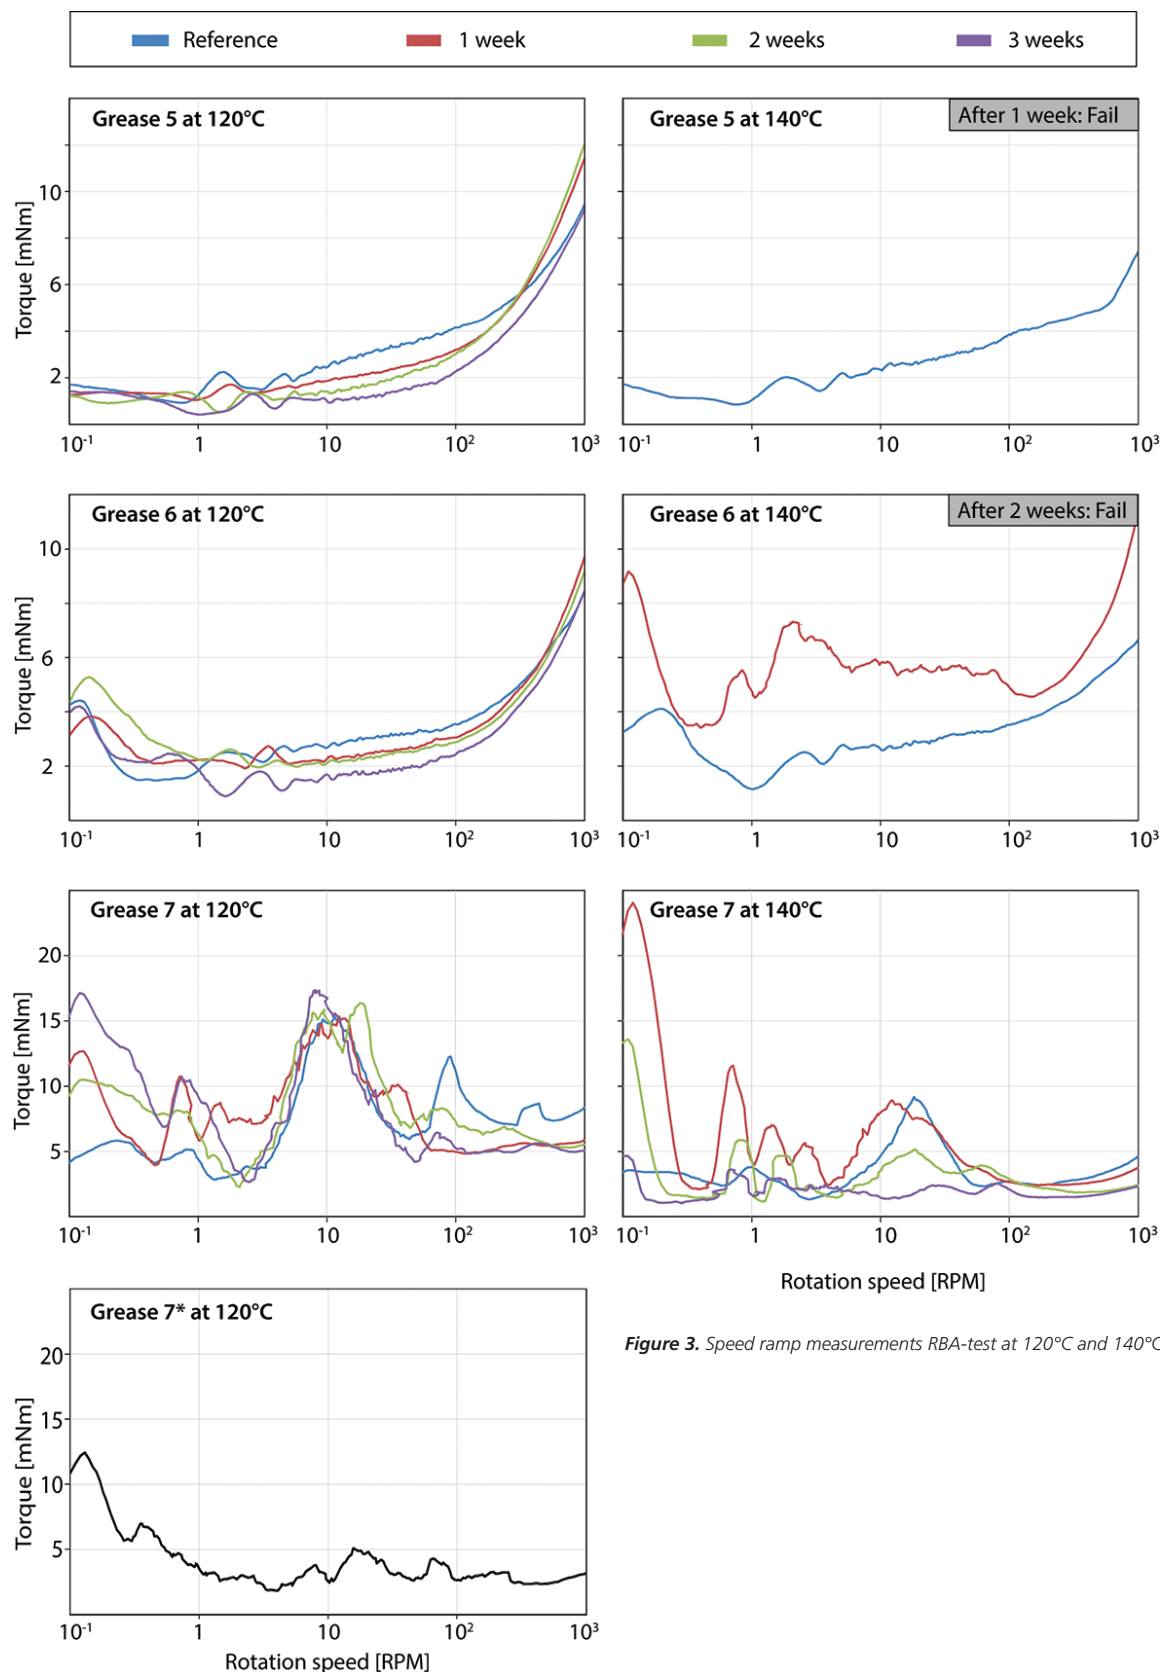 Reference 1 week 2 weeks 3 weeks
Grease 5 at 120°C
Torque [mNm]
10
6
2
10⁻¹ 1 10 10² 10³
Grease 5 at 140°C
After 1 week: Fail
10⁻¹ 1 10 10² 10³
Grease 6 at 120°C
Torque [mNm]
10
6
2
10⁻¹ 1 10 10² 10³
Grease 6 at 140°C
After 2 weeks: Fail
10⁻¹ 1 10 10² 10³
Grease 7 at 120°C
Torque [mNm]
20
15
10
5
10⁻¹ 1 10 10² 10³
Grease 7 at 140°C
10⁻¹ 1 10 10² 10³
Rotation speed [RPM]
Grease 7* at 120°C
Torque [mNm]
20
15
10
5
10⁻¹ 1 10 10² 10³
Rotation speed [RPM]
Figure 3. Speed ramp measurements RBA-test at 120°C and 140°C